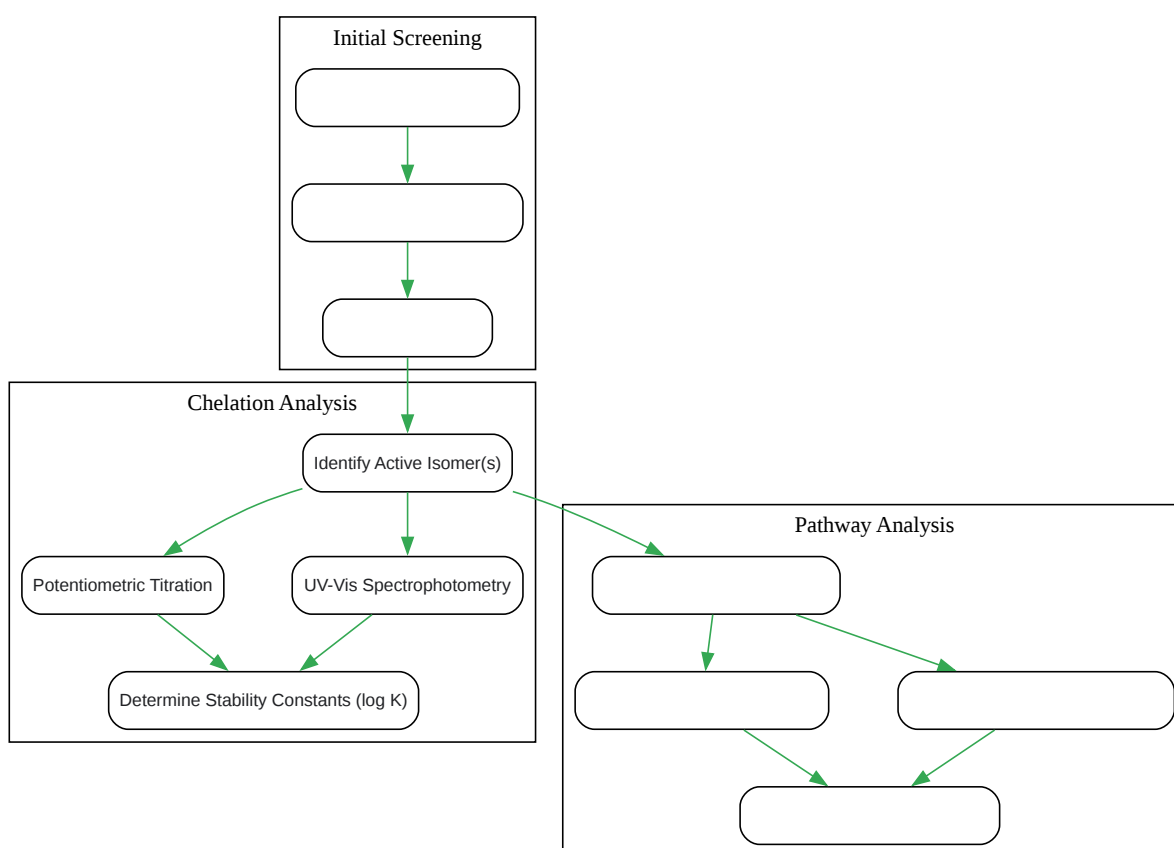 Initial Screening
Chelation Analysis
Identify Active Isomer(s)
Pathway Analysis
Potentiometric Titration
UV-Vis Spectrophotometry
Determine Stability Constants (log K)